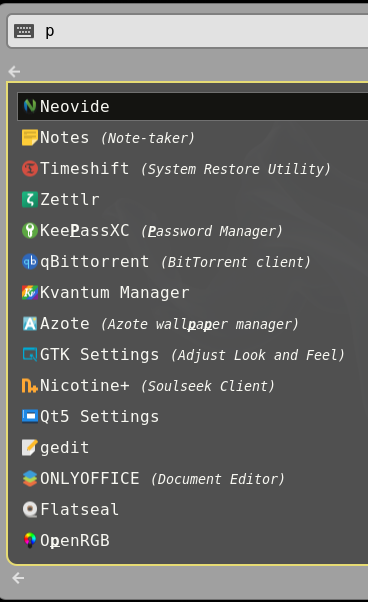 p
Neovide
Notes (Note-taker)
Timeshift (System Restore Utility)
Zettlr
KeePassXC (Password Manager)
qBittorrent (BitTorrent client)
Kvantum Manager
Azote (Azote wallpaper manager)
GTK Settings (Adjust Look and Feel)
Nicotine+ (Soulseek Client)
Qt5 Settings
gedit
ONLYOFFICE (Document Editor)
Flatseal
OpenRGB